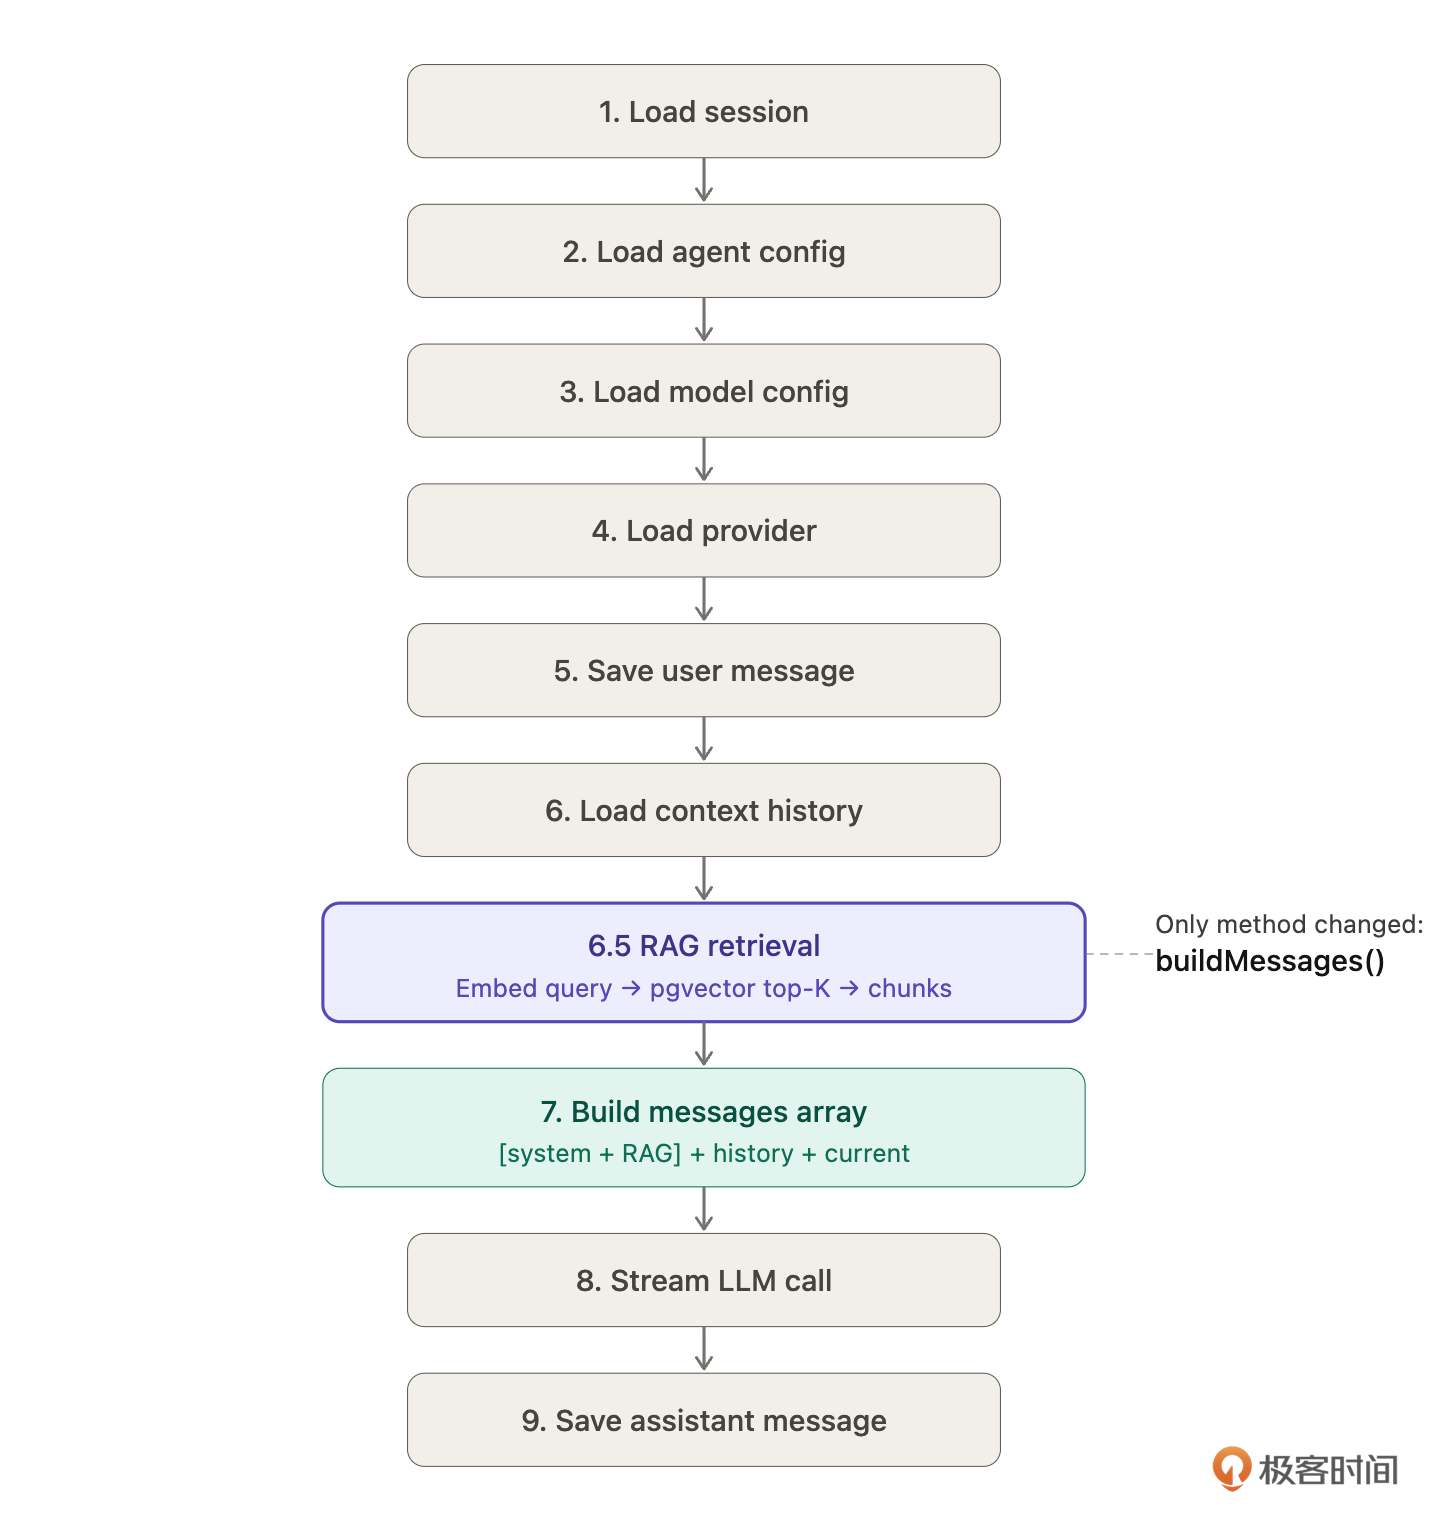 1. Load session
2. Load agent config
3. Load model config
4. Load provider
5. Save user message
6. Load context history
6.5 RAG retrieval
Embed query → pgvector top-K → chunks
Only method changed:
buildMessages()
7. Build messages array
[system + RAG] + history + current
8. Stream LLM call
9. Save assistant message
极客时间